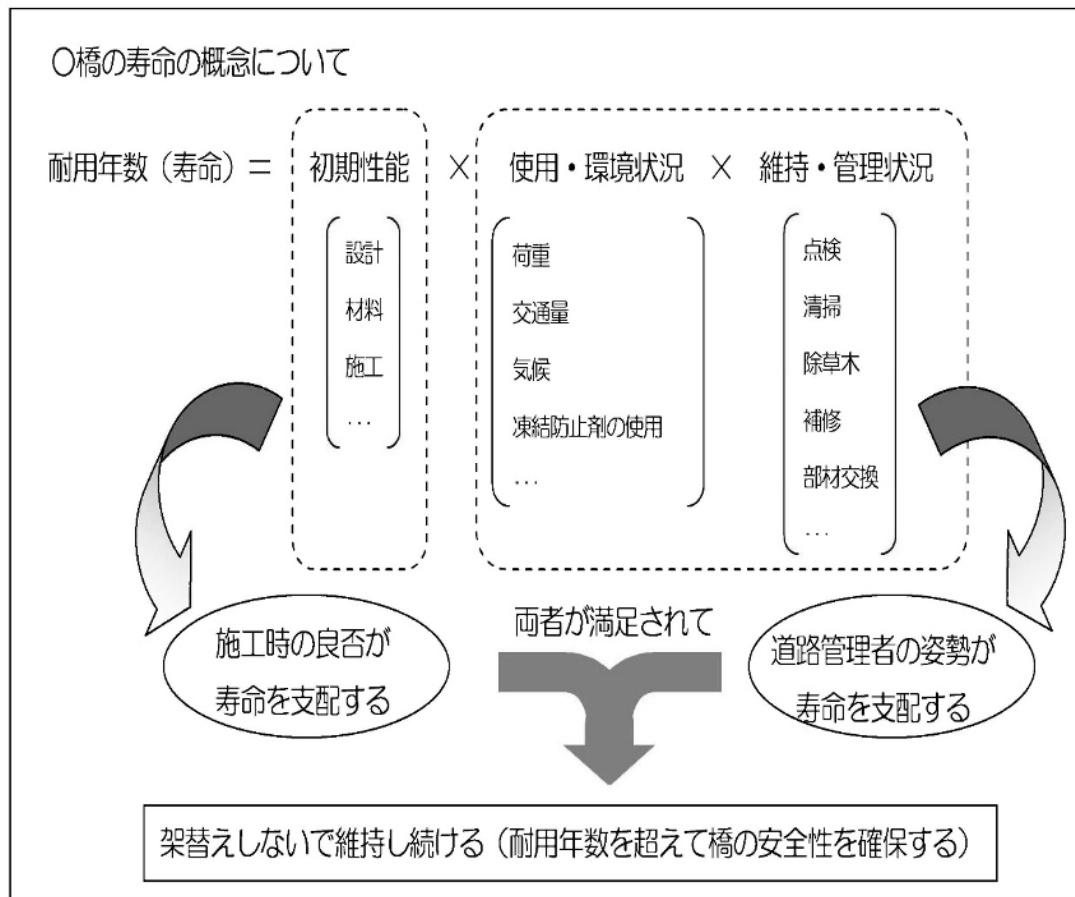 〇橋の寿命の概念について
耐用年数（寿命）＝ 初期性能 × 使用・環境状況 × 維持・管理状況
設計
材料
施工
…
荷重
交通量
気候
凍結防止剤の使用
…
点検
清掃
除草木
補修
部材交換
…
施工時の良否が
寿命を支配する
両者が満足されて
道路管理者の姿勢が
寿命を支配する
架替えしないで維持し続ける（耐用年数を超えて橋の安全性を確保する）